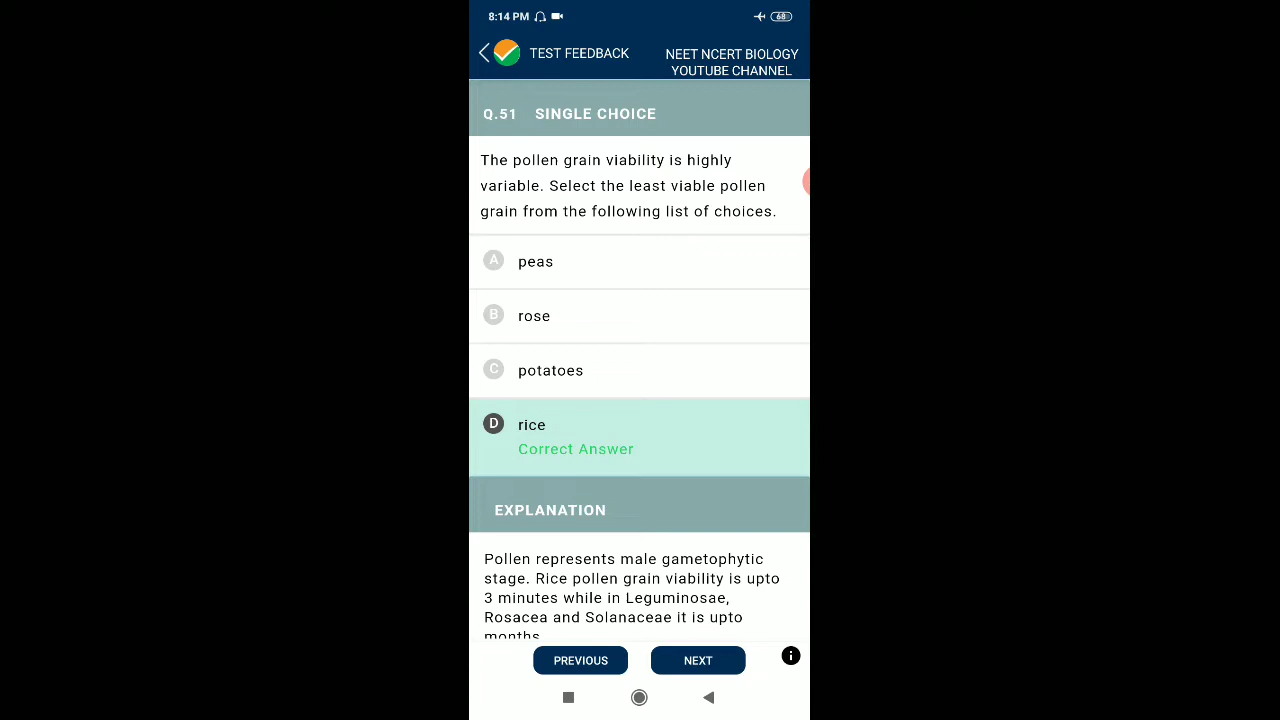 8:14 PM
68
TEST FEEDBACK
NEET NCERT BIOLOGY
YOUTUBE CHANNEL
Q.51 SINGLE CHOICE
The pollen grain viability is highly
variable. Select the least viable pollen
grain from the following list of choices.
A peas
B rose
C potatoes
D rice
Correct Answer
EXPLANATION
Pollen represents male gametophytic
stage. Rice pollen grain viability is upto
3 minutes while in Leguminosae,
Rosacea and Solanaceae it is upto
months
PREVIOUS
NEXT